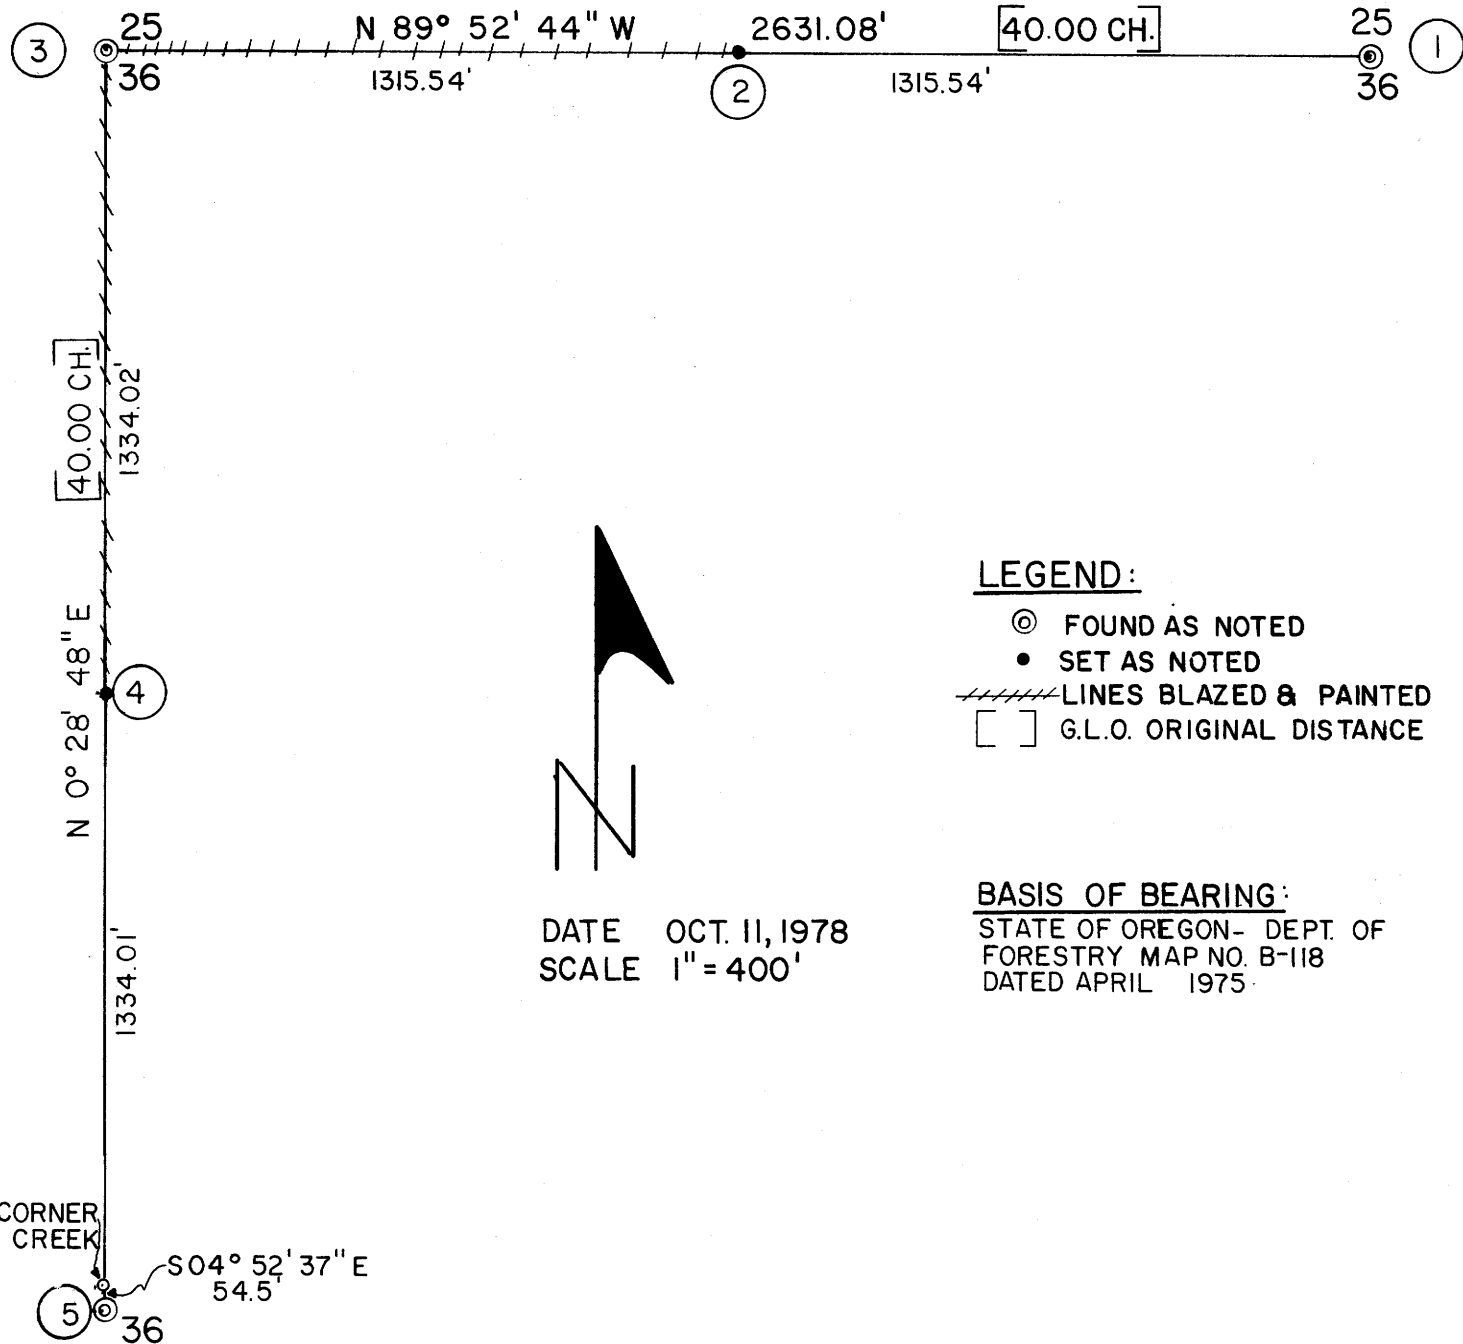 3
25
N 89° 52' 44" W
2631.08'
[40.00 CH.]
25
1
36
1315.54'
2
1315.54'
36
[40.00 CH.]
1334.02'
N 0° 28' 48" E
4
1334.01'
LEGEND:
FOUND AS NOTED
SET AS NOTED
LINES BLAZED & PAINTED
[ ] G.L.O. ORIGINAL DISTANCE
N
DATE OCT. 11, 1978
SCALE 1" = 400'
BASIS OF BEARING:
STATE OF OREGON- DEPT. OF
FORESTRY MAP NO. B-118
DATED APRIL 1975
CORNER
CREEK
S04° 52' 37" E
54.5'
5
36